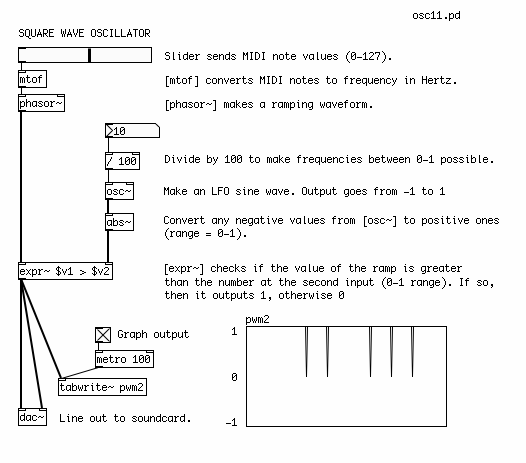 osc11.pd
SQUARE WAVE OSCILLATOR
Slider sends MIDI note values (0-127).
mtof
[mtof] converts MIDI notes to frequency in Hertz.
phasor~
[phasor~] makes a ramping waveform.
10
/ 100
Divide by 100 to make frequencies between 0-1 possible.
osc~
Make an LFO sine wave. Output goes from -1 to 1
abs~
Convert any negative values from [osc~] to positive ones
(range = 0-1).
expr~ $v1 > $v2
[expr~] checks if the value of the ramp is greater
than the number at the second input (0-1 range). If so,
then it outputs 1, otherwise 0
pwm2
Graph output
1
metro 100
0
tabwrite~ pwm2
dac~
Line out to soundcard.
-1